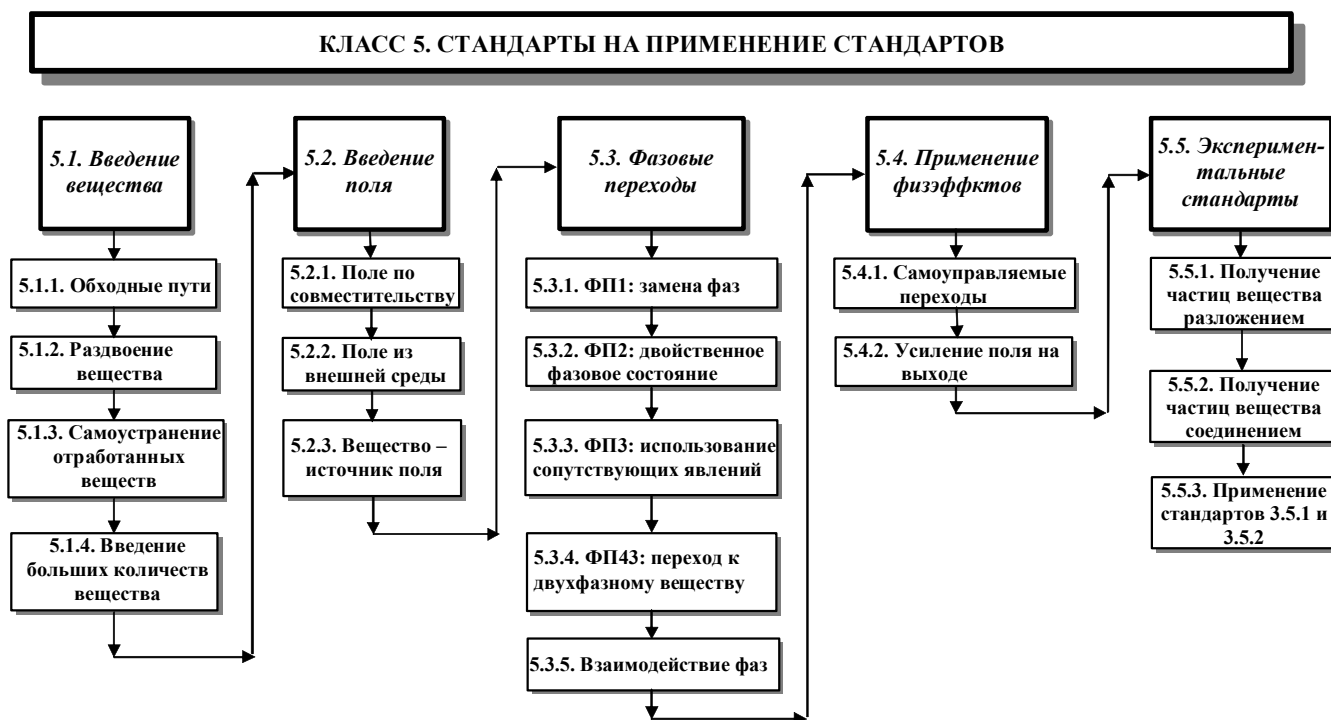 КЛАСС 5. СТАНДАРТЫ НА ПРИМЕНЕНИЕ СТАНДАРТОВ
5.1. Введение
вещества
5.1.1. Обходные пути
5.1.2. Раздвоение
вещества
5.1.3. Самоустранение
отработанных
веществ
5.1.4. Введение
больших количеств
вещества
5.2. Введение
поля
5.2.1. Поле по
совместительству
5.2.2. Поле из
внешней среды
5.2.3. Вещество –
источник поля
5.3. Фазовые
переходы
5.3.1. ФП1: замена фаз
5.3.2. ФП2: двойственное
фазовое состояние
5.3.3. ФП3: использование
сопутствующих явлений
5.3.4. ФП43: переход к
двухфазному веществу
5.3.5. Взаимодействие фаз
5.4. Применение
физэффктов
5.4.1. Самоуправляемые
переходы
5.4.2. Усиление поля на
выходе
5.5. Эксперимен-
тальные
стандарты
5.5.1. Получение
частиц вещества
разложением
5.5.2. Получение
частиц вещества
соединением
5.5.3. Применение
стандартов 3.5.1 и
3.5.2